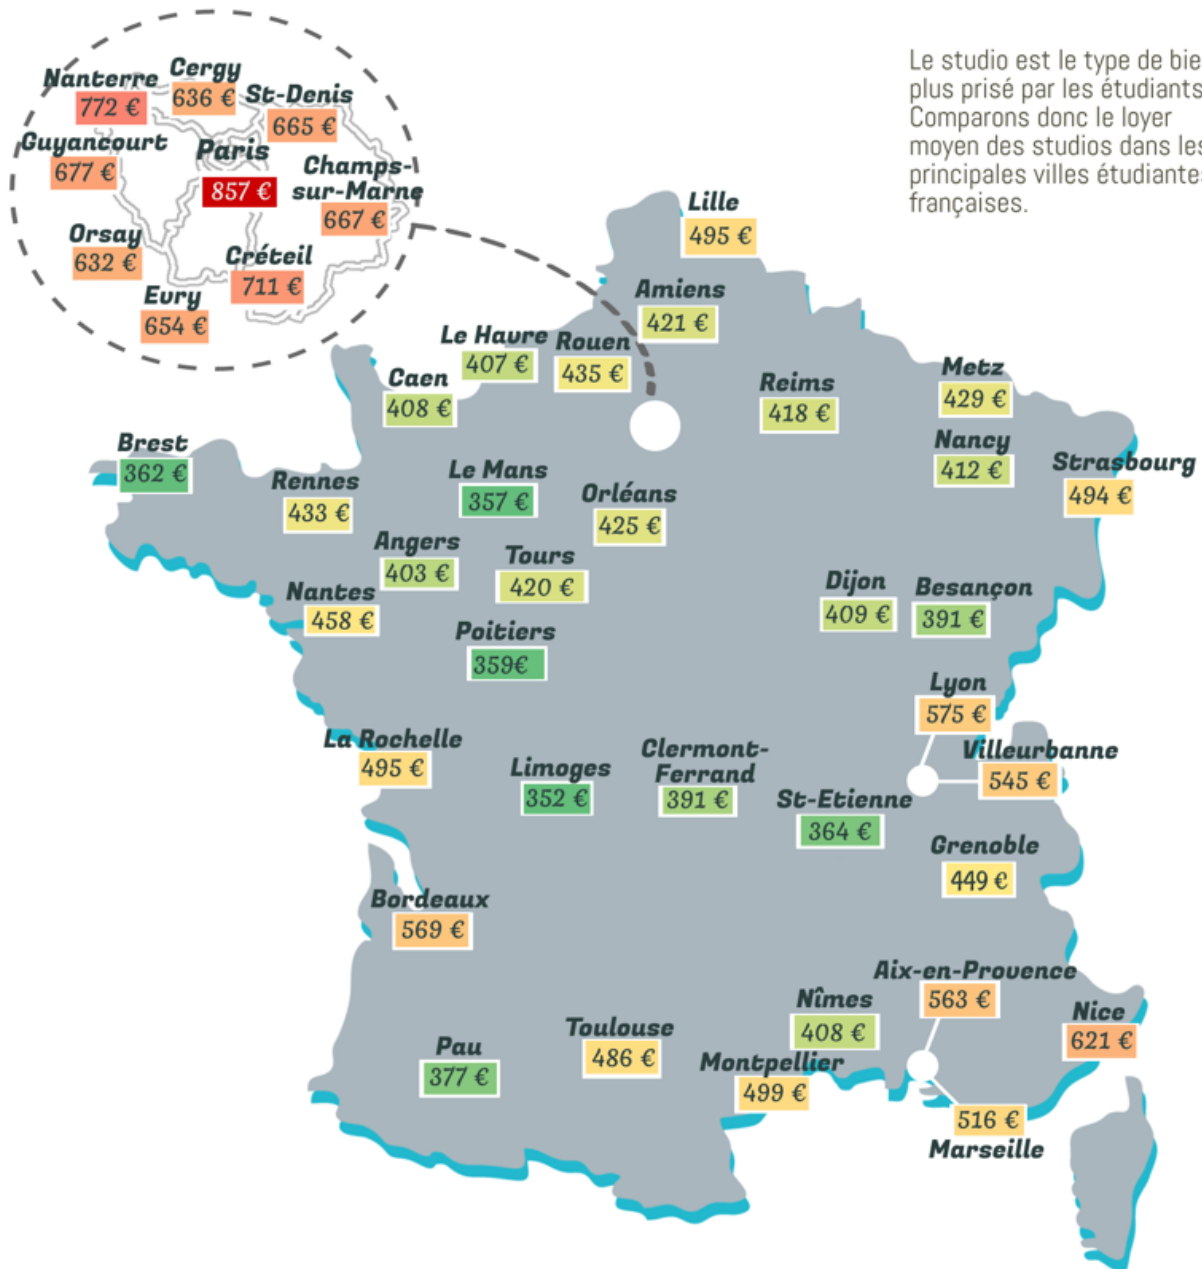 Le studio est le type de bie
plus prisé par les étudiants
Comparons donc le loyer
moyen des studios dans les
principales villes étudiantes
françaises.
Nanterre
772 €
Cergy
636 €
St-Denis
665 €
Guyancourt
677 €
Paris
857 €
Champs-
sur-Marne
667 €
Orsay
632 €
Créteil
711 €
Evry
654 €
Lille
495 €
Amiens
421 €
Le Havre
407 €
Rouen
435 €
Caen
408 €
Reims
418 €
Metz
429 €
Nancy
412 €
Strasbourg
494 €
Brest
362 €
Rennes
433 €
Le Mans
357 €
Orléans
425 €
Angers
403 €
Tours
420 €
Nantes
458 €
Dijon
409 €
Besançon
391 €
Poitiers
359€
Lyon
575 €
Villeurbanne
545 €
La Rochelle
495 €
Limoges
352 €
Clermont-
Ferrand
391 €
St-Etienne
364 €
Grenoble
449 €
Bordeaux
569 €
Aix-en-Provence
563 €
Nîmes
408 €
Nice
621 €
Toulouse
486 €
Pau
377 €
Montpellier
499 €
516 €
Marseille